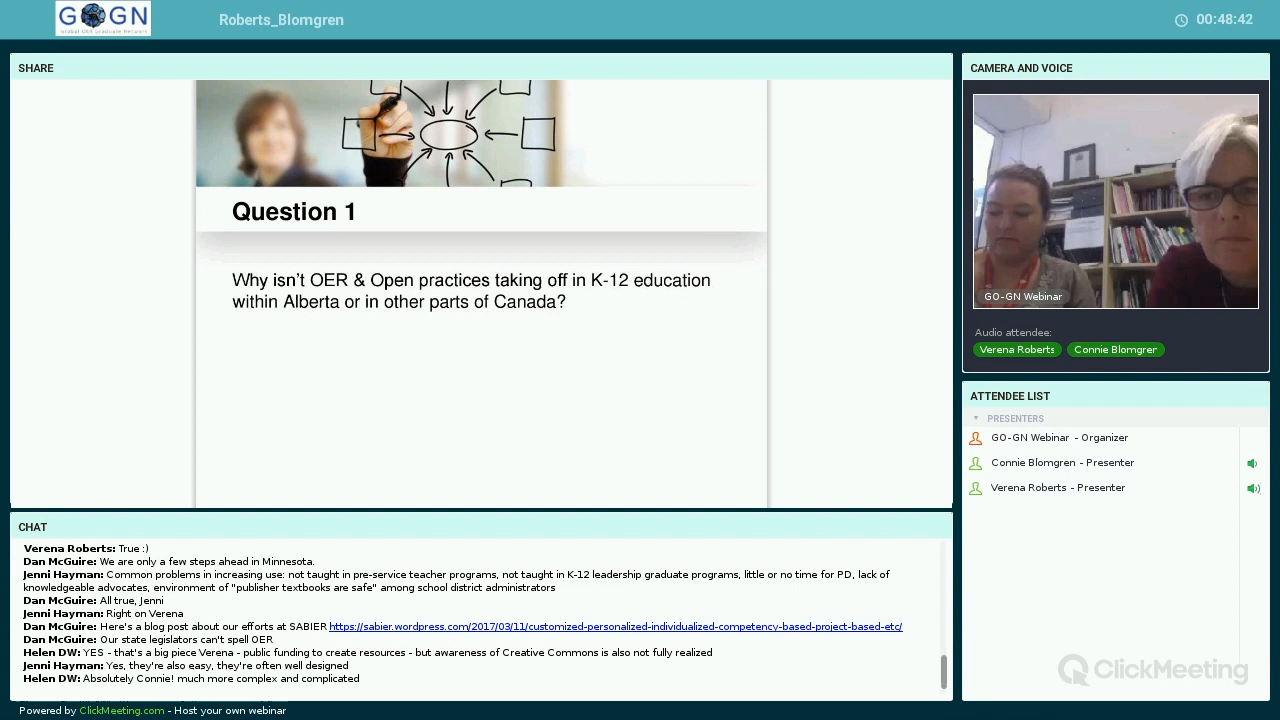 GOGN
Global OER Graduate Network
Roberts_Blomgren
00:48:42
SHARE
Question 1
Why isn't OER & Open practices taking off in K-12 education
within Alberta or in other parts of Canada?
CAMERA AND VOICE
GO-GN Webinar
Audio attendee:
Verena Roberts
Connie Blomgren
ATTENDEE LIST
PRESENTERS
GO-GN Webinar - Organizer
Connie Blomgren - Presenter
Verena Roberts - Presenter
ClickMeeting
CHAT
Verena Roberts: True :)
Dan McGuire: We are only a few steps ahead in Minnesota.
Jenni Hayman: Common problems in increasing use: not taught in pre-service teacher programs, not taught in K-12 leadership graduate programs, little or no time for PD, lack of
knowledgeable advocates, environment of "publisher textbooks are safe" among school district administrators
Dan McGuire: All true, Jenni
Jenni Hayman: Right on Verena
Dan McGuire: Here's a blog post about our efforts at SABIER https://sabier.wordpress.com/2017/03/11/customized-personalized-individualized-competency-based-project-based-etc/
Dan McGuire: Our state legislators can't spell OER
Helen DW: YES - that's a big piece Verena - public funding to create resources - but awareness of Creative Commons is also not fully realized
Jenni Hayman: Yes, they're also easy, they're often well designed
Helen DW: Absolutely Connie! much more complex and complicated
Powered by ClickMeeting.com - Host your own webinar